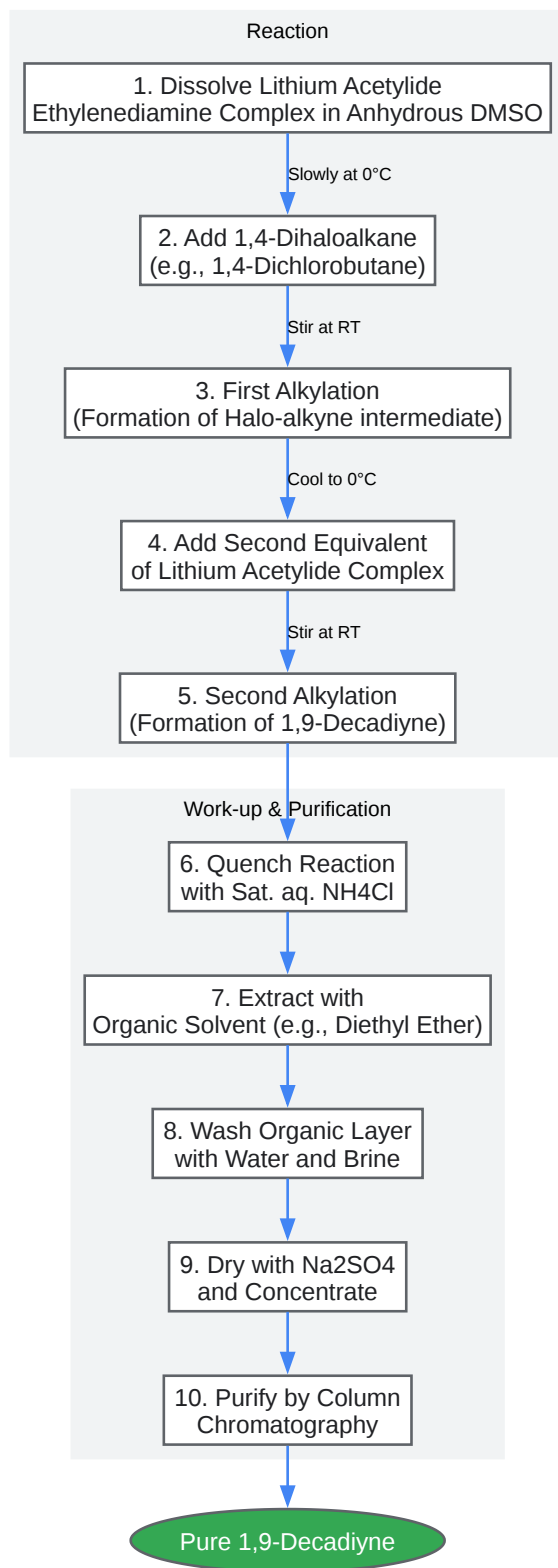 Reaction
1. Dissolve Lithium Acetylide
Ethylenediamine Complex in Anhydrous DMSO
Slowly at 0°C
2. Add 1,4-Dihaloalkane
(e.g., 1,4-Dichlorobutane)
Stir at RT
3. First Alkylation
(Formation of Halo-alkyne intermediate)
Cool to 0°C
4. Add Second Equivalent
of Lithium Acetylide Complex
Stir at RT
5. Second Alkylation
(Formation of 1,9-Decadiyne)
Work-up & Purification
6. Quench Reaction
with Sat. aq. NH4Cl
7. Extract with
Organic Solvent (e.g., Diethyl Ether)
8. Wash Organic Layer
with Water and Brine
9. Dry with Na2SO4
and Concentrate
10. Purify by Column
Chromatography
Pure 1,9-Decadiyne